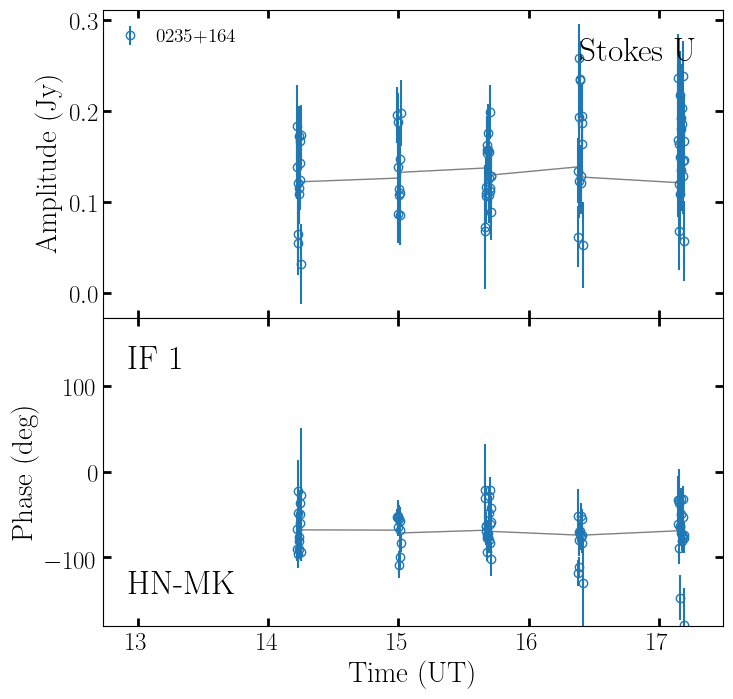 0235+164
Stokes U
0.3
0.2
0.1
0.0
Amplitude (Jy)
IF 1
100
0
−100
Phase (deg)
HN-MK
13 14 15 16 17
Time (UT)